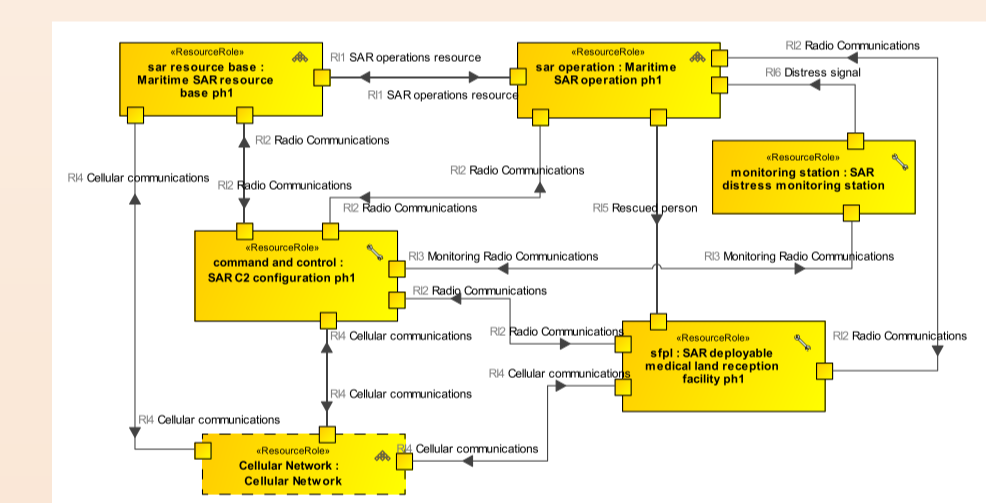 «ResourceRole»
sar resource base :
Maritime SAR resource
base ph1
RI1 SAR operations resource
RI1 SAR operations resource
«ResourceRole»
sar operation : Maritime
SAR operation ph1
RI2 Radio Communications
RI6 Distress signal
RI2 Radio Communications
RI4 Cellular communications
RI2 Radio Communications
RI2 Radio Communications
RI2 Radio Communications
RI5 Rescued person
«ResourceRole»
monitoring station : SAR
distress monitoring station
«ResourceRole»
command and control :
SAR C2 configuration ph1
RI3 Monitoring Radio Communications
RI3 Monitoring Radio Communications
RI2 Radio Communications
RI4 Cellular communications
RI2 Radio Communications
«ResourceRole»
sfpl : SAR deployable
medical land reception
facility ph1
RI2 Radio Communications
RI4 Cellular communications
RI4 Cellular communications
RI4 Cellular communications
«ResourceRole»
Cellular Network :
Cellular Network
RI4 Cellular communications